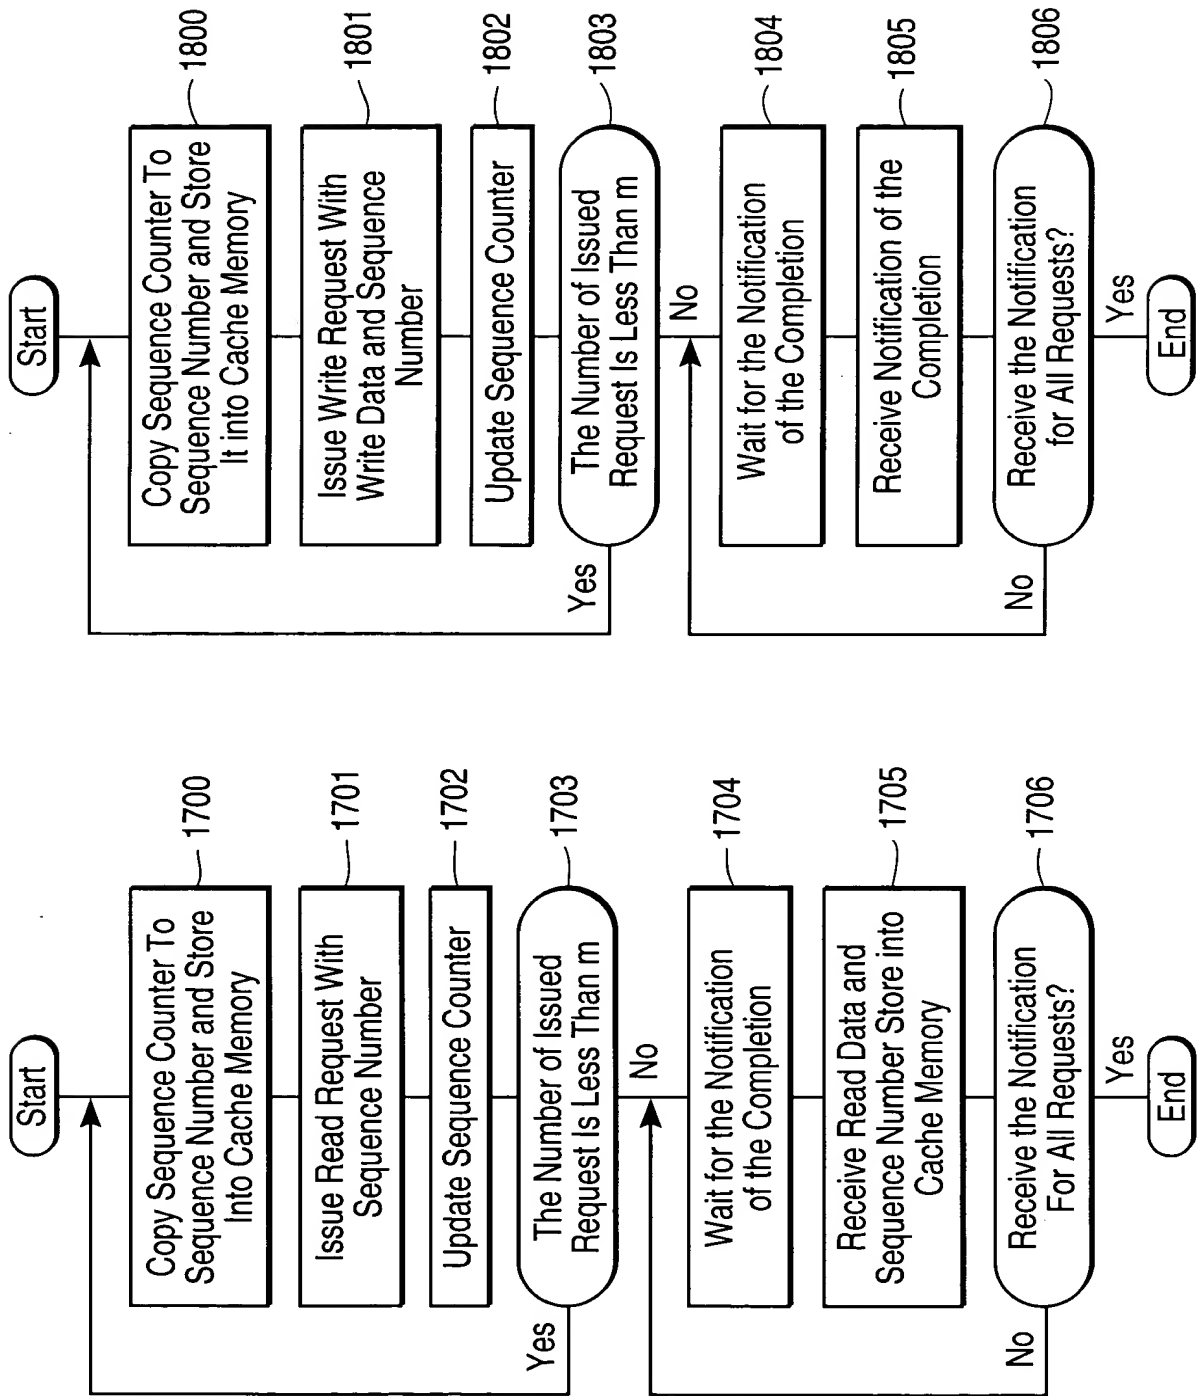 Start
Copy Sequence Counter To
Sequence Number and Store
Into Cache Memory
1700
Issue Read Request With
Sequence Number
1701
Update Sequence Counter
1702
The Number of Issued
Request Is Less Than m
1703
Yes
No
Wait for the Notification
of the Completion
1704
Receive Read Data and
Sequence Number Store into
Cache Memory
1705
Receive the Notification
For All Requests?
1706
No
Yes
End
Start
Copy Sequence Counter To
Sequence Number and Store
It into Cache Memory
1800
Issue Write Request With
Write Data and Sequence
Number
1801
Update Sequence Counter
1802
The Number of Issued
Request Is Less Than m
1803
Yes
No
Wait for the Notification
of the Completion
1804
Receive Notification of the
Completion
1805
Receive the Notification
for All Requests?
1806
No
Yes
End